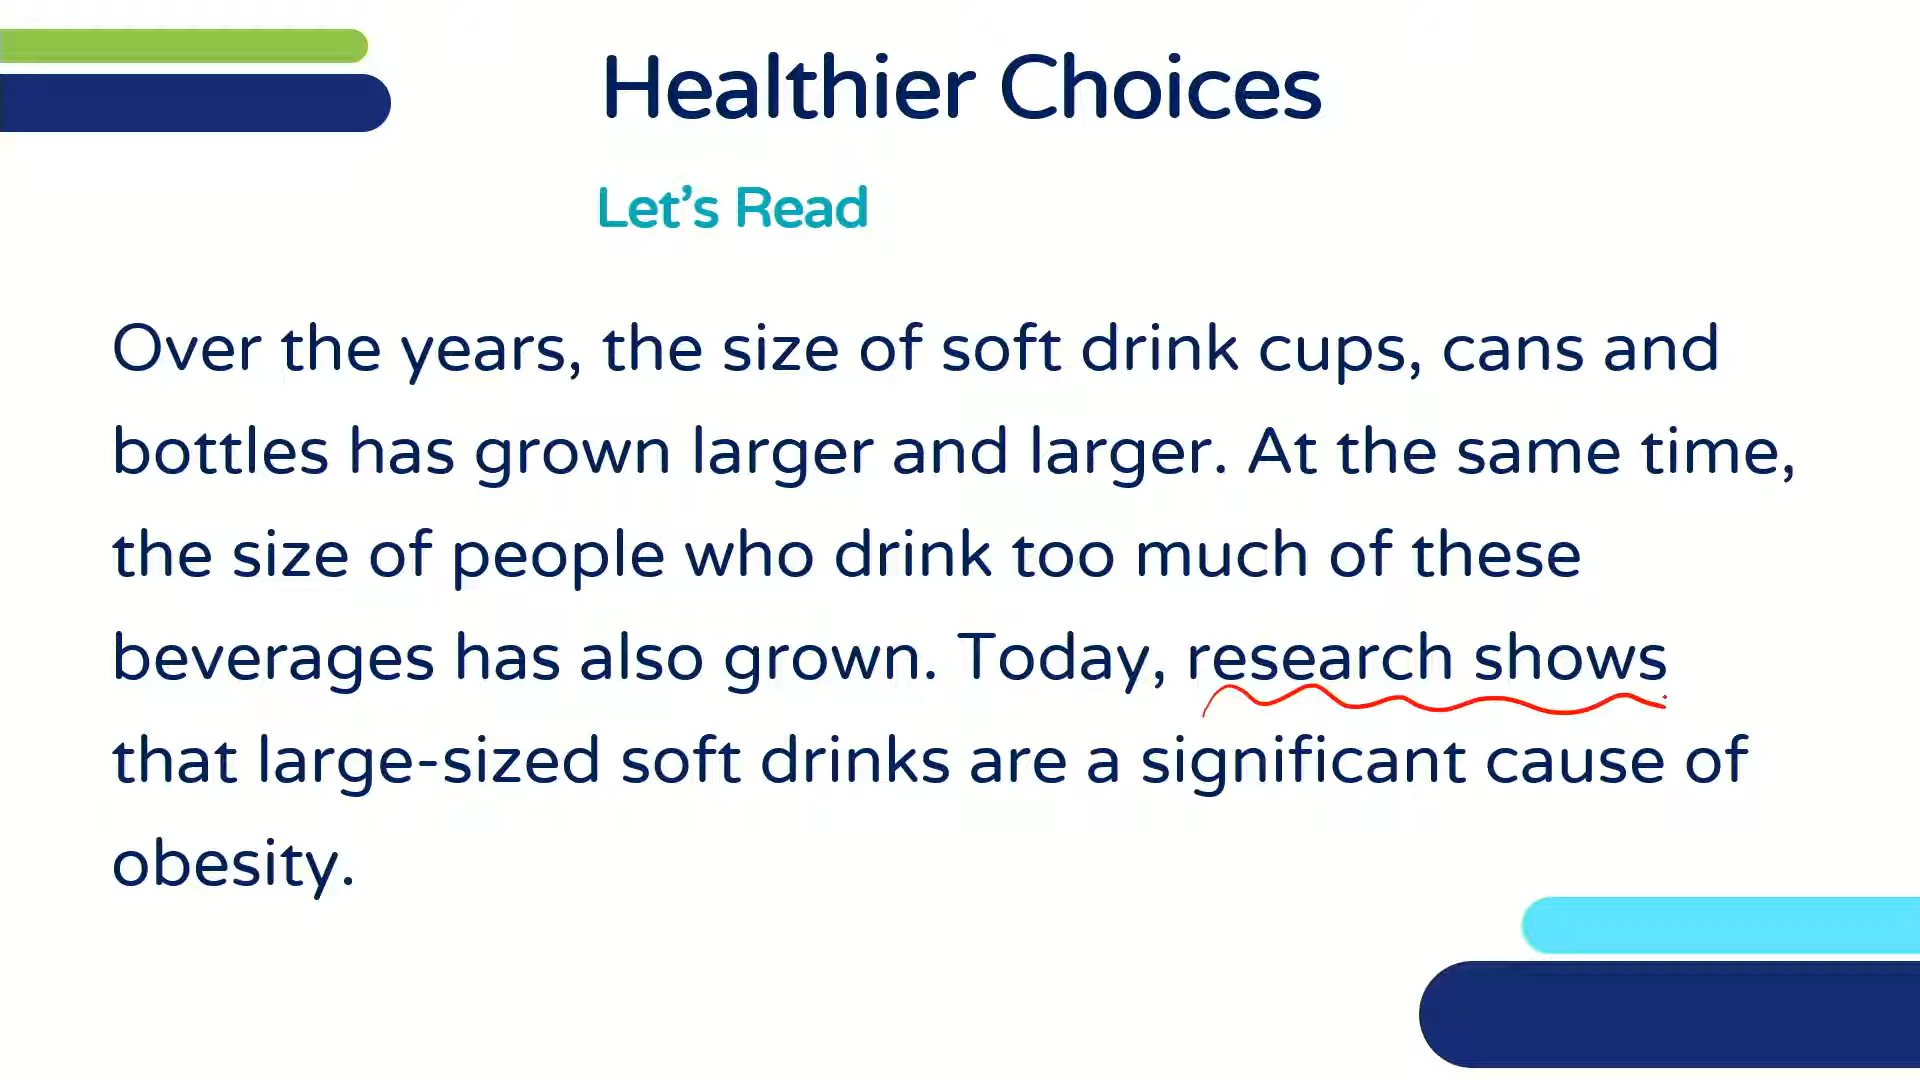 Healthier Choices
Let's Read
Over the years, the size of soft drink cups, cans and
bottles has grown larger and larger. At the same time,
the size of people who drink too much of these
beverages has also grown. Today, research shows
that large-sized soft drinks are a significant cause of
obesity.